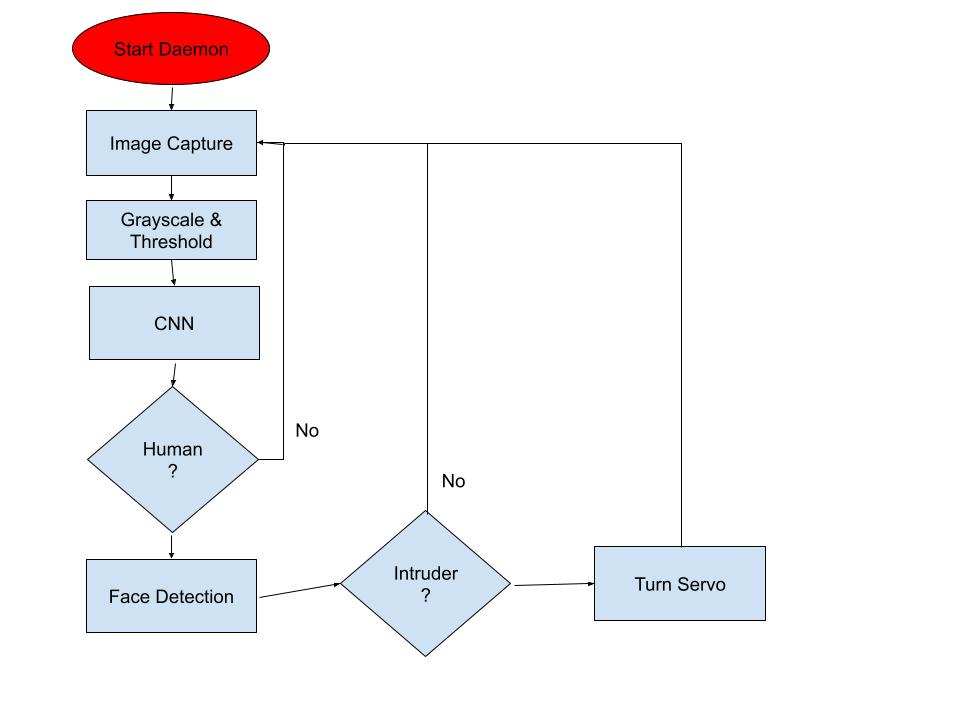 Start Daemon
Image Capture
Grayscale &
Threshold
CNN
Human
?
No
No
Face Detection
Intruder
?
Turn Servo